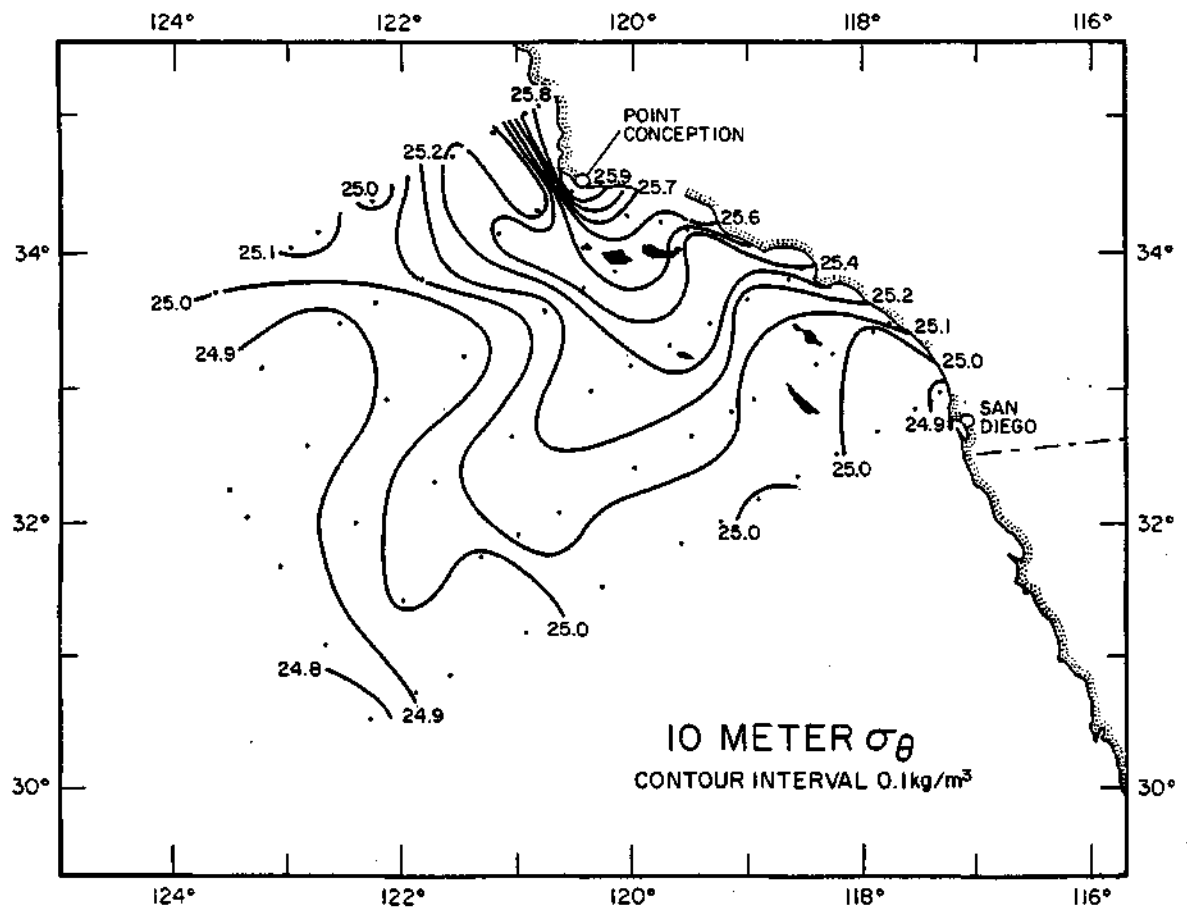 124° 122° 120° 118° 116°
25.8
POINT
CONCEPTION
25.2
25.9
25.7
25.0
25.6
34° 25.1 25.4 34°
25.0
25.2
25.1
24.9
25.0
24.9
SAN
DIEGO
25.0
32° 25.0 32°
25.0
24.8
24.9
10 METER σθ
CONTOUR INTERVAL 0.1kg/m³
30° 30°
124° 122° 120° 118° 116°